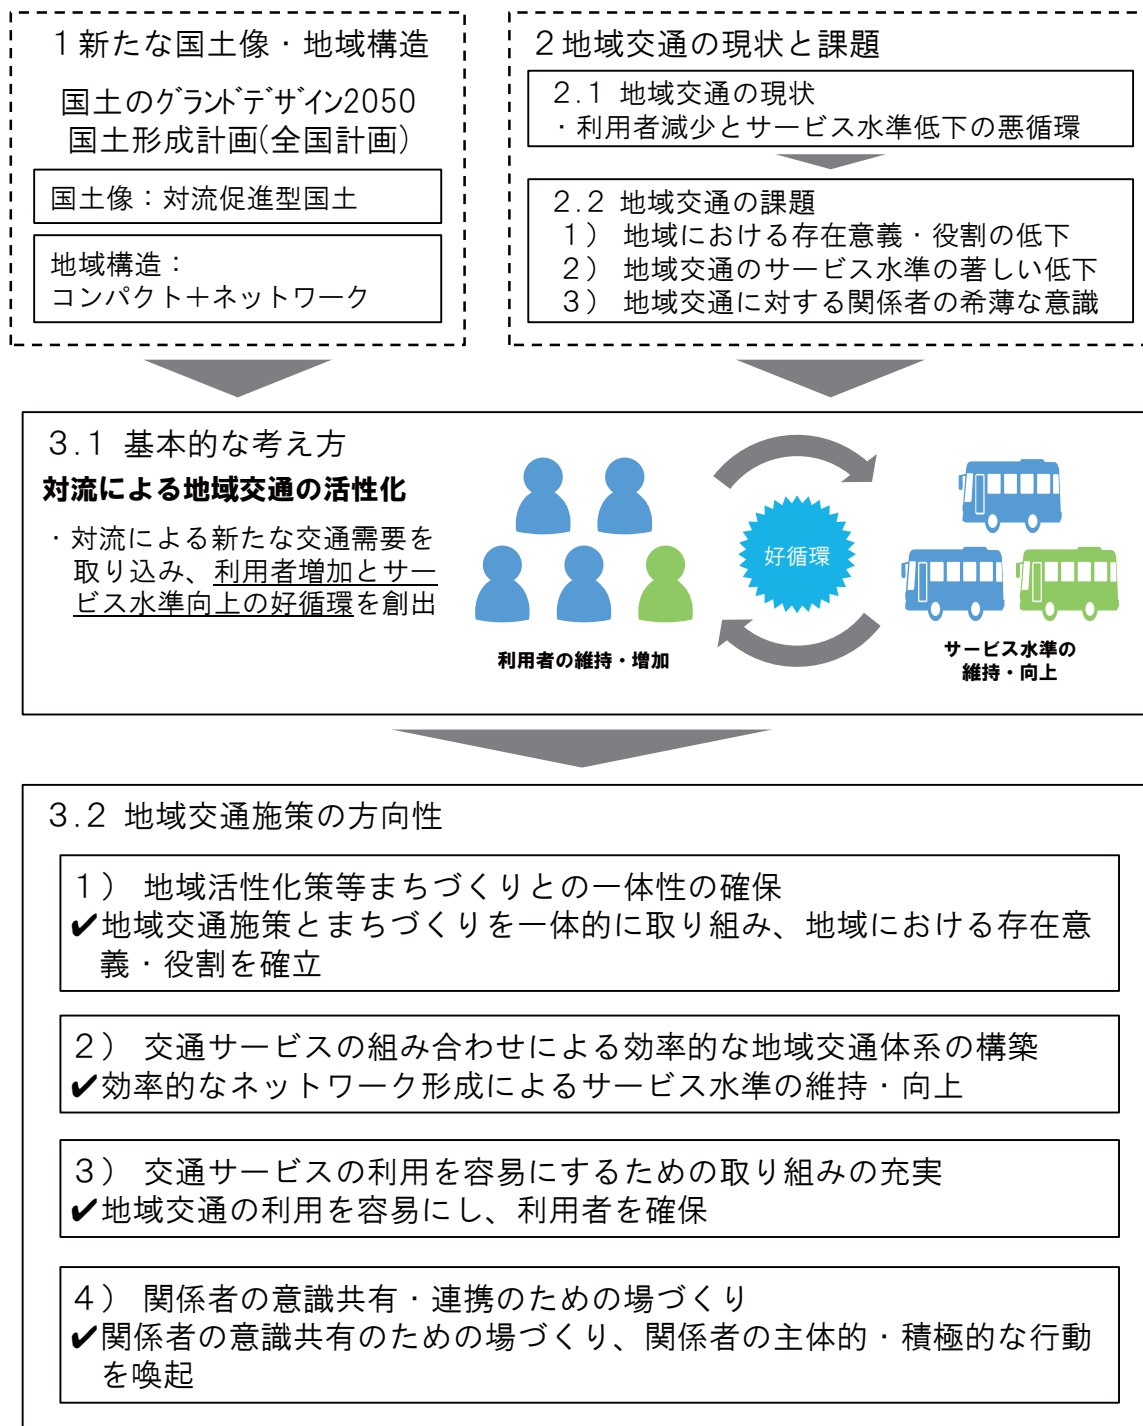 １新たな国土像・地域構造
国土のｸﾞﾗﾝﾄﾞﾃﾞｻﾞｲﾝ2050
国土形成計画(全国計画)
国土像：対流促進型国土
地域構造：
コンパクト＋ネットワーク
２地域交通の現状と課題
２.１ 地域交通の現状
・利用者減少とサービス水準低下の悪循環
２.２ 地域交通の課題
１） 地域における存在意義・役割の低下
２） 地域交通のサービス水準の著しい低下
３） 地域交通に対する関係者の希薄な意識
３.１ 基本的な考え方
対流による地域交通の活性化
・対流による新たな交通需要を
取り込み、利用者増加とサー
ビス水準向上の好循環を創出
好循環
利用者の維持・増加
サービス水準の
維持・向上
３.２ 地域交通施策の方向性
１） 地域活性化策等まちづくりとの一体性の確保
✔地域交通施策とまちづくりを一体的に取り組み、地域における存在意
義・役割を確立
２） 交通サービスの組み合わせによる効率的な地域交通体系の構築
✔効率的なネットワーク形成によるサービス水準の維持・向上
３） 交通サービスの利用を容易にするための取り組みの充実
✔地域交通の利用を容易にし、利用者を確保
４） 関係者の意識共有・連携のための場づくり
✔関係者の意識共有のための場づくり、関係者の主体的・積極的な行動
を喚起